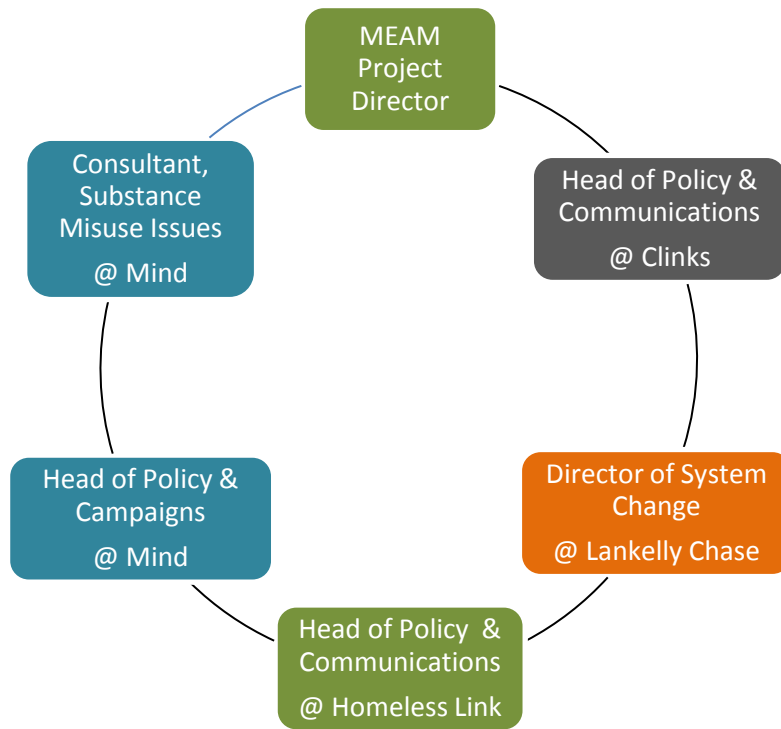 MEAM
Project
Director
Consultant,
Substance
Misuse Issues
@ Mind
Head of Policy &
Communications
@ Clinks
Head of Policy &
Campaigns
@ Mind
Director of System
Change
@ Lankelly Chase
Head of Policy &
Communications
@ Homeless Link